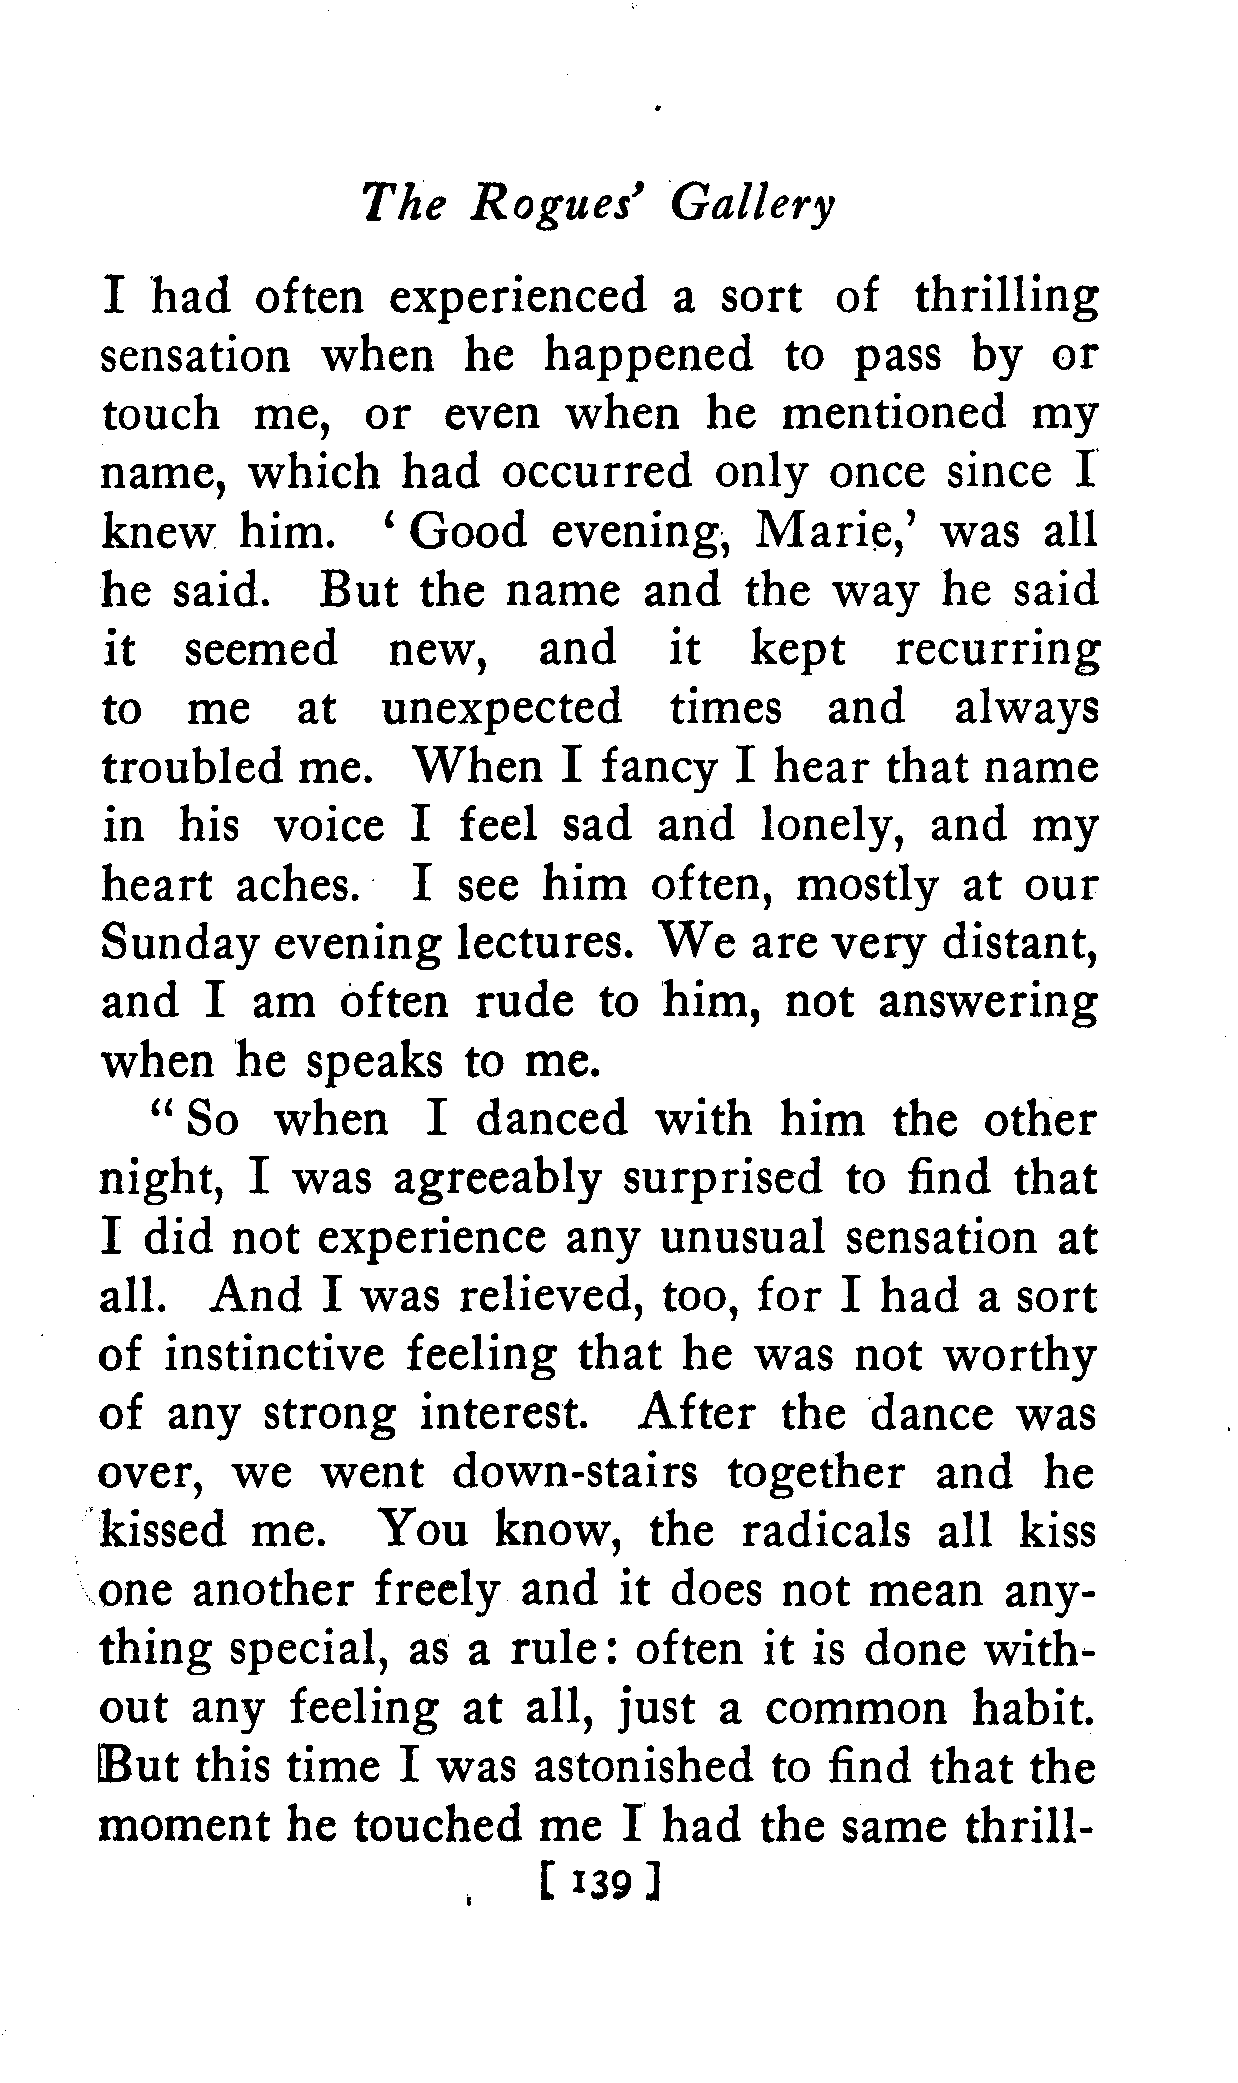 The Rogues' Gallery
I had often experienced a sort of thrilling
sensation when he happened to pass by or
touch me, or even when he mentioned my
name, which had occurred only once since I
knew him. ‘Good evening, Marie,’ was all
he said. But the name and the way he said
it seemed new, and it kept recurring
to me at unexpected times and always
troubled me. When I fancy I hear that name
in his voice I feel sad and lonely, and my
heart aches. I see him often, mostly at our
Sunday evening lectures. We are very distant,
and I am often rude to him, not answering
when he speaks to me.
“So when I danced with him the other
night, I was agreeably surprised to find that
I did not experience any unusual sensation at
all. And I was relieved, too, for I had a sort
of instinctive feeling that he was not worthy
of any strong interest. After the dance was
over, we went down-stairs together and he
kissed me. You know, the radicals all kiss
one another freely and it does not mean any-
thing special, as a rule: often it is done with-
out any feeling at all, just a common habit.
But this time I was astonished to find that the
moment he touched me I had the same thrill-
[ 139 ]